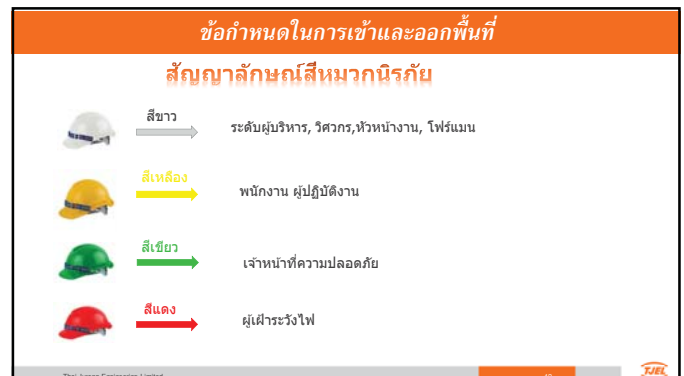 ข้อกำหนดในการเข้าและออกพื้นที่
สัญญาลักษณ์สีหมวกนิรภัย
สีขาว
ระดับผู้บริหาร, วิศวกร,หัวหน้างาน, โฟร์แมน
สีเหลือง
พนักงาน ผู้ปฏิบัติงาน
สีเขียว
เจ้าหน้าที่ความปลอดภัย
สีแดง
ผู้เฝ้าระวังไฟ
TJEL